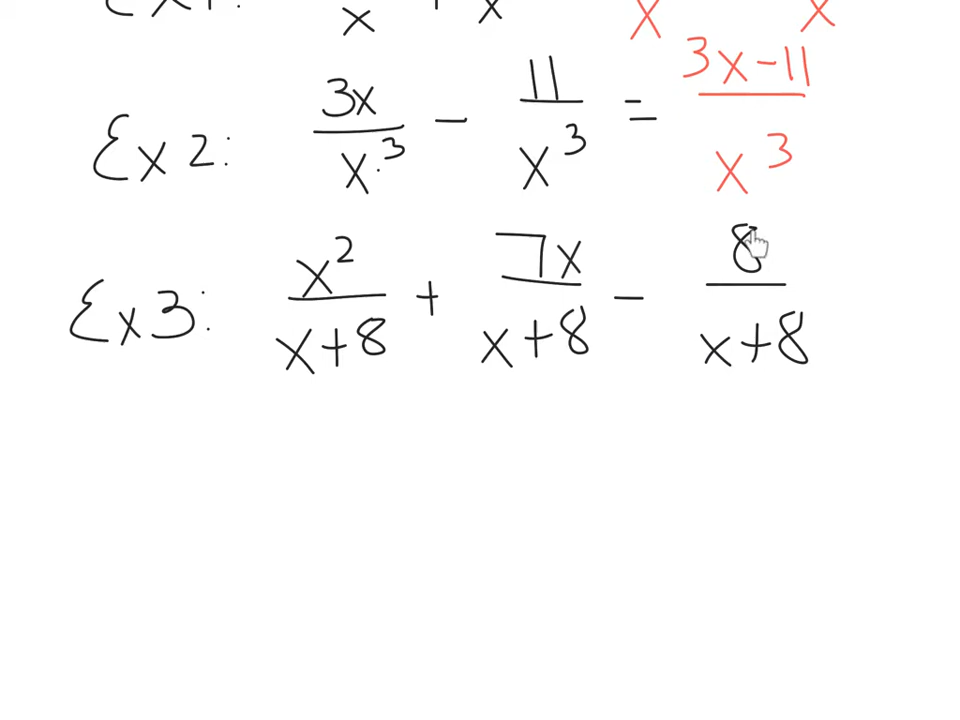 Ex 2: 3x/x³ - 11/x³ = 3x-11/x³
Ex 3: x²/x+8 + 7x/x+8 - 8/x+8